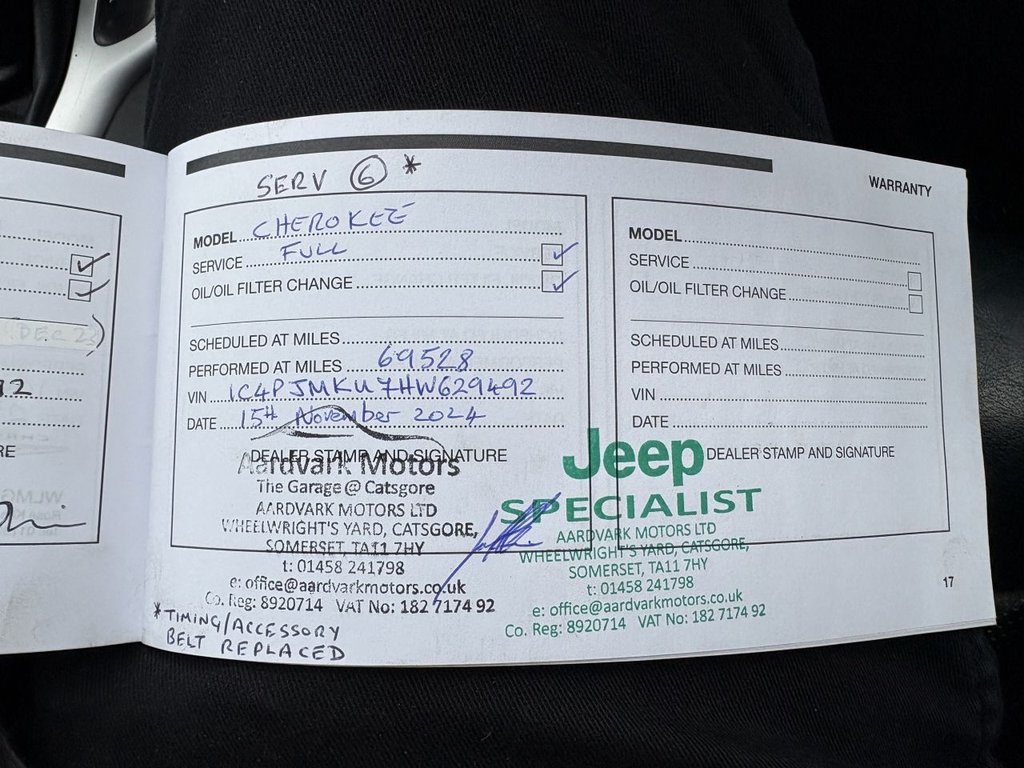 DEC 23)
12
RE
WLMG
WARRANTY
SERV 6 *
MODEL CHEROKEE
SERVICE FULL
OIL/OIL FILTER CHANGE
SCHEDULED AT MILES
PERFORMED AT MILES 69528
VIN 1C4PJMKU7HW629492
DATE 15TH November 2024
DEALER STAMP AND SIGNATURE
Aardvark Motors
The Garage @ Catsgore
AARDVARK MOTORS LTD
WHEELWRIGHT'S YARD, CATSGORE,
SOMERSET, TA11 7HY
t: 01458 241798
e: office@aardvarkmotors.co.uk
Co. Reg: 8920714 VAT No: 182 7174 92
*TIMING/ACCESSORY
BELT REPLACED
MODEL
SERVICE
OIL/OIL FILTER CHANGE
SCHEDULED AT MILES
PERFORMED AT MILES
VIN
DATE
DEALER STAMP AND SIGNATURE
Jeep
SPECIALIST
AARDVARK MOTORS LTD
WHEELWRIGHT'S YARD, CATSGORE,
SOMERSET, TA11 7HY
t: 01458 241798
e: office@aardvarkmotors.co.uk
Co. Reg: 8920714 VAT No: 182 7174 92
17